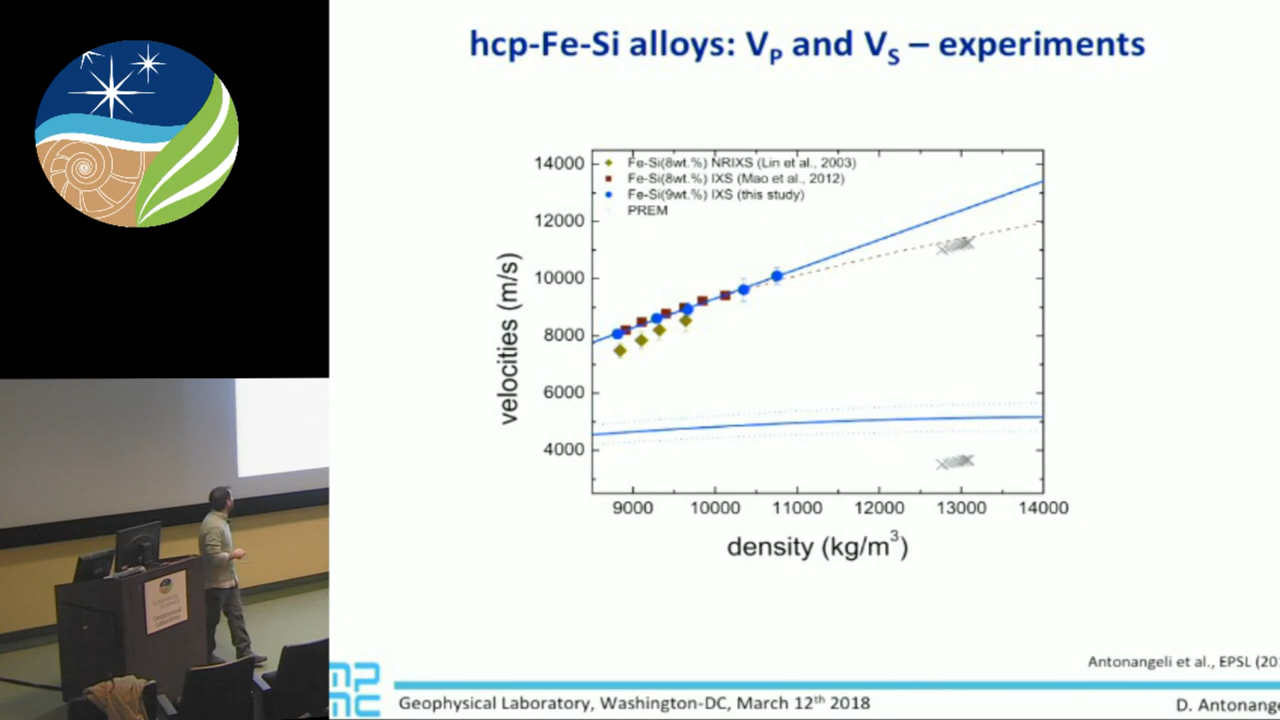 hcp-Fe-Si alloys: VP and VS – experiments
14000
12000
10000
8000
6000
4000
velocities (m/s)
Fe-Si(8wt.%) NRIXS (Lin et al., 2003)
Fe-Si(8wt.%) IXS (Mao et al., 2012)
Fe-Si(9wt.%) IXS (this study)
PREM
9000 10000 11000 12000 13000 14000
density (kg/m³)
Antonangeli et al., EPSL (20
Geophysical Laboratory, Washington-DC, March 12th 2018
D. Antonange